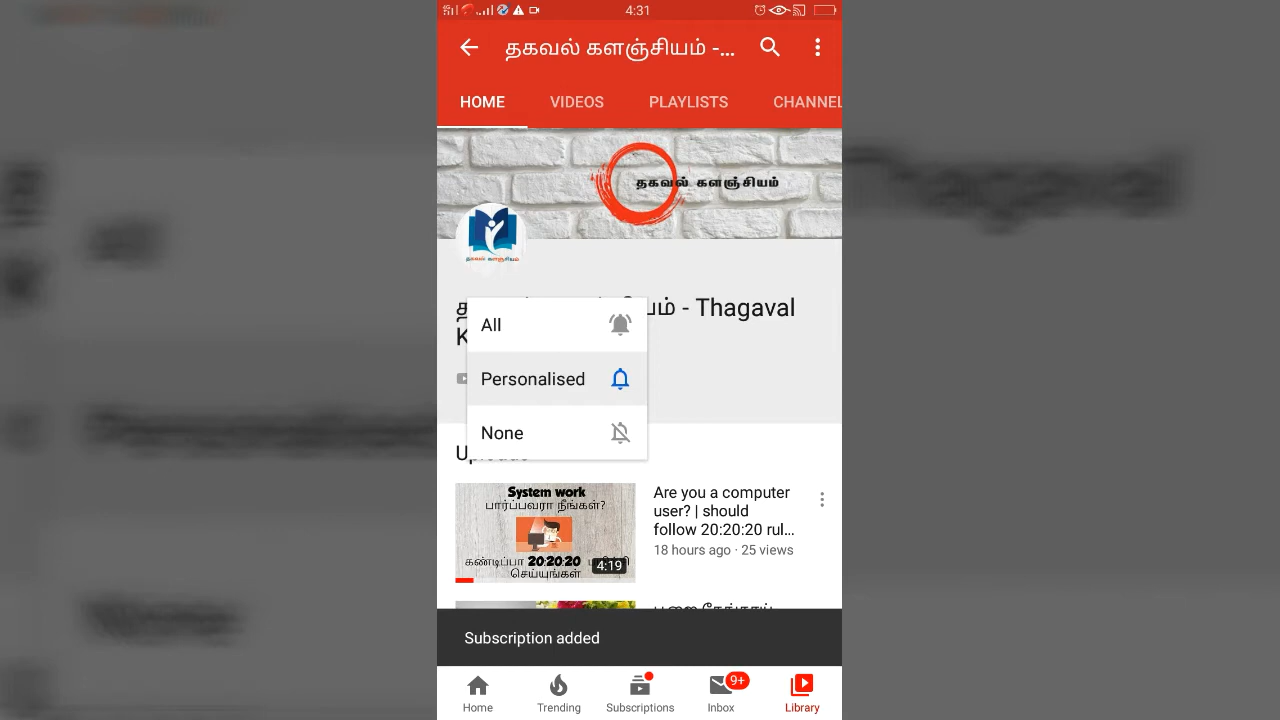 4:31
தகவல் களஞ்சியம் -...
HOME VIDEOS PLAYLISTS CHANNEL
தகவல் களஞ்சியம்
தகவல் களஞ்சியம்
- Thagaval
All
Personalised
None
System work
பார்ப்பவரா நீங்கள்?
கண்டிப்பா 20:20:20
செய்யுங்கள்
4:19
Are you a computer
user? | should
follow 20:20:20 rul...
18 hours ago · 25 views
Subscription added
9+
Home Trending Subscriptions Inbox Library